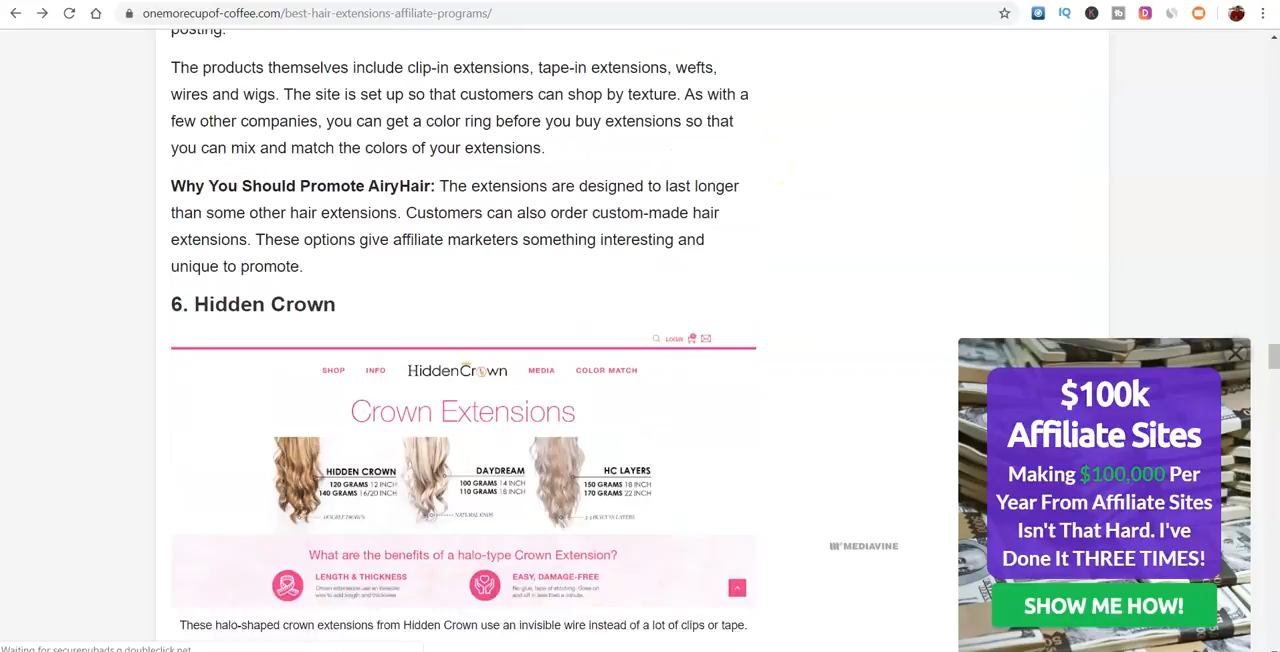 onemorecupof-coffee.com/best-hair-extensions-affiliate-programs/
posting.
The products themselves include clip-in extensions, tape-in extensions, wefts,
wires and wigs. The site is set up so that customers can shop by texture. As with a
few other companies, you can get a color ring before you buy extensions so that
you can mix and match the colors of your extensions.
Why You Should Promote AiryHair: The extensions are designed to last longer
than some other hair extensions. Customers can also order custom-made hair
extensions. These options give affiliate marketers something interesting and
unique to promote.
6. Hidden Crown
LOGIN
SHOP INFO HiddenCrown MEDIA COLOR MATCH
Crown Extensions
HIDDEN CROWN
120 GRAMS | 12 INCH
140 GRAMS | 16/20 INCH
DOUBLE DRAWN
DAYDREAM
100 GRAMS | 14 INCH
110 GRAMS | 18 INCH
NATURAL ENDS
HC LAYERS
150 GRAMS | 18 INCH
170 GRAMS | 22 INCH
What are the benefits of a halo-type Crown Extension?
LENGTH & THICKNESS
EASY, DAMAGE-FREE
These halo-shaped crown extensions from Hidden Crown use an invisible wire instead of a lot of clips or tape.
MEDIAVINE
$100k
Affiliate Sites
Making $100,000 Per
Year From Affiliate Sites
Isn't That Hard. I've
Done It THREE TIMES!
SHOW ME HOW!
Waiting for securepubads.g.doubleclick.net